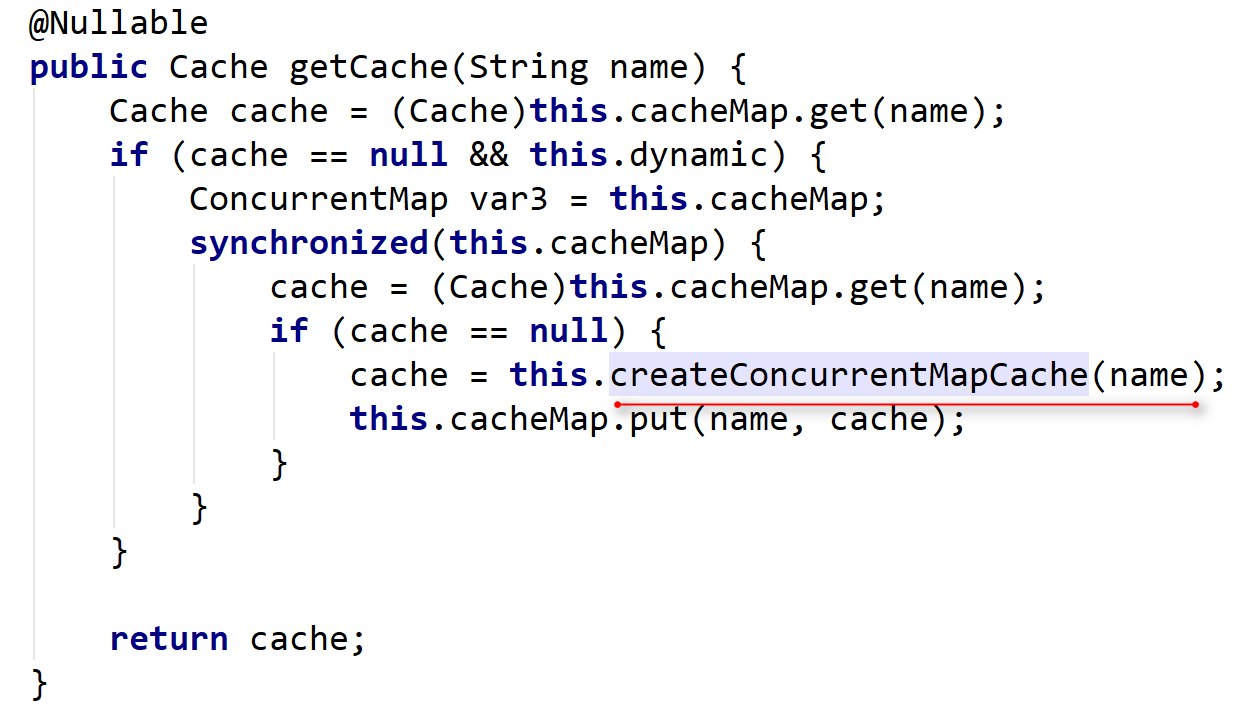 @Nullable
public Cache getCache(String name) {
    Cache cache = (Cache)this.cacheMap.get(name);
    if (cache == null && this.dynamic) {
        ConcurrentMap var3 = this.cacheMap;
        synchronized(this.cacheMap) {
            cache = (Cache)this.cacheMap.get(name);
            if (cache == null) {
                cache = this.createConcurrentMapCache(name);
                this.cacheMap.put(name, cache);
            }
        }
    }

    return cache;
}